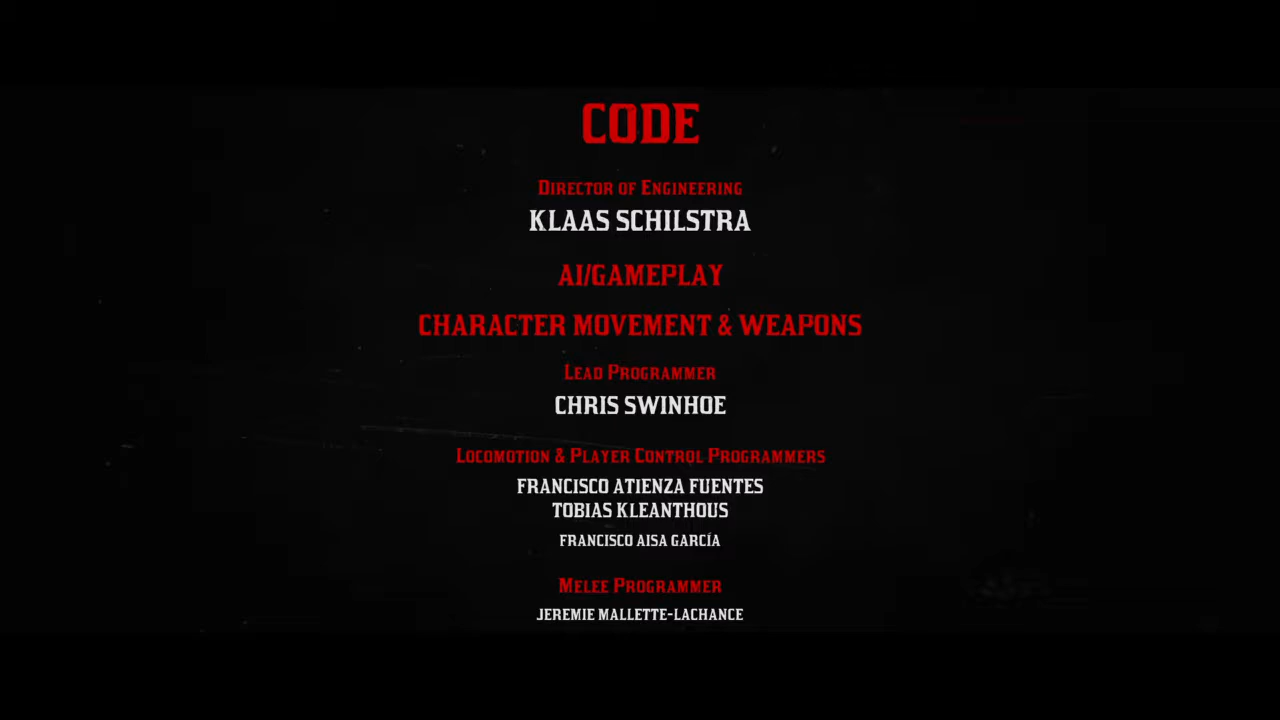 CODE
DIRECTOR OF ENGINEERING
KLAAS SCHILSTRA
AI/GAMEPLAY
CHARACTER MOVEMENT & WEAPONS
LEAD PROGRAMMER
CHRIS SWINHOE
LOCOMOTION & PLAYER CONTROL PROGRAMMERS
FRANCISCO ATIENZA FUENTES
TOBIAS KLEANTHOUS
FRANCISCO AISA GARCÍA
MELEE PROGRAMMER
JEREMIE MALLETTE-LACHANCE